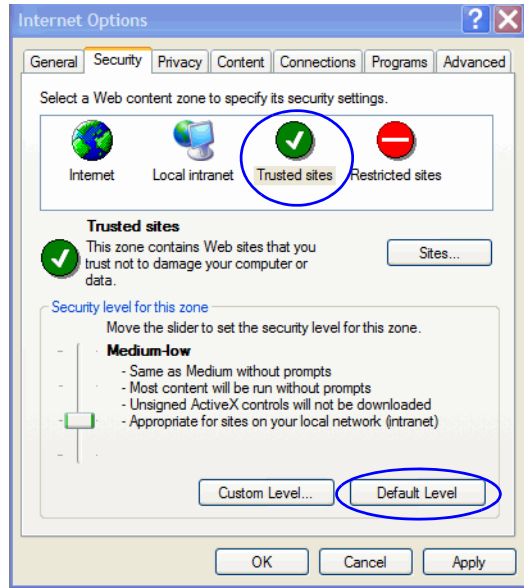 Internet Options
General Security Privacy Content Connections Programs Advanced
Select a Web content zone to specify its security settings.
Internet Local intranet Trusted sites Restricted sites
Trusted sites
This zone contains Web sites that you
trust not to damage your computer or
data.
Sites...
Security level for this zone
Move the slider to set the security level for this zone.
Medium-low
- Same as Medium without prompts
- Most content will be run without prompts
- Unsigned ActiveX controls will not be downloaded
- Appropriate for sites on your local network (intranet)
Custom Level... Default Level
OK Cancel Apply